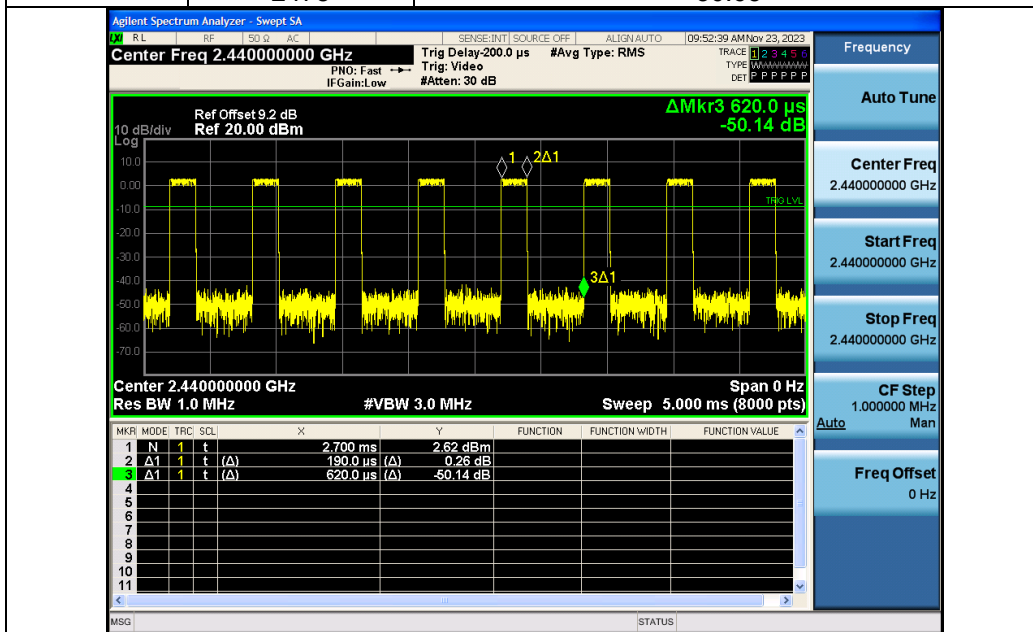 Agilent Spectrum Analyzer - Swept SA
RL RF 50 Ω AC SENSE:INT SOURCE OFF ALIGN AUTO 09:52:39 AM Nov 23, 2023
Center Freq 2.440000000 GHz
PNO: Fast
IFGain:Low
Trig Delay-200.0 µs
Trig: Video
#Atten: 30 dB
#Avg Type: RMS
TRACE 1 2 3 4 5 6
TYPE
DET P P P P P P
ΔMkr3 620.0 µs
-50.14 dB
Ref Offset 9.2 dB
10 dB/div Ref 20.00 dBm
Log
10.0
0.00
-10.0
-20.0
-30.0
-40.0
-50.0
-60.0
-70.0
1
2Δ1
TRIG LVL
3Δ1
Center 2.440000000 GHz Span 0 Hz
Res BW 1.0 MHz #VBW 3.0 MHz Sweep 5.000 ms (8000 pts)
MKR MODE TRC SCL X Y FUNCTION FUNCTION WIDTH FUNCTION VALUE
1 N 1 t 2.700 ms 2.62 dBm
2 Δ1 1 t (Δ) 190.0 µs (Δ) 0.26 dB
3 Δ1 1 t (Δ) 620.0 µs (Δ) -50.14 dB
4
5
6
7
8
9
10
11
MSG STATUS
Frequency
Auto Tune
Center Freq
2.440000000 GHz
Start Freq
2.440000000 GHz
Stop Freq
2.440000000 GHz
CF Step
1.000000 MHz
Auto Man
Freq Offset
0 Hz